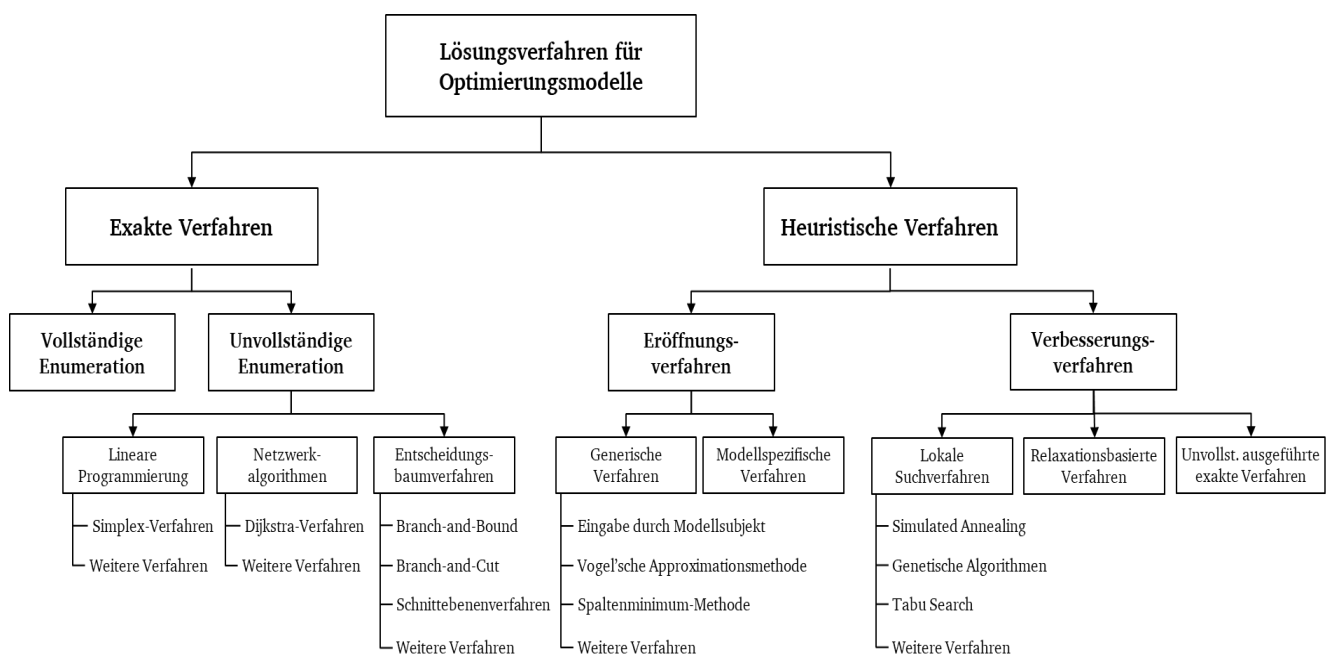 Lösungsverfahren für
Optimierungsmodelle
Exakte Verfahren
Heuristische Verfahren
Vollständige
Enumeration
Unvollständige
Enumeration
Eröffnungs-
verfahren
Verbesserungs-
verfahren
Lineare
Programmierung
Netzwerk-
algorithmen
Entscheidungs-
baumverfahren
Generische
Verfahren
Modellspezifische
Verfahren
Lokale
Suchverfahren
Relaxationsbasierte
Verfahren
Unvollst. ausgeführte
exakte Verfahren
Simplex-Verfahren
Weitere Verfahren
Dijkstra-Verfahren
Weitere Verfahren
Branch-and-Bound
Branch-and-Cut
Schnittebenenverfahren
Weitere Verfahren
Eingabe durch Modellsubjekt
Vogel'sche Approximationsmethode
Spaltenminimum-Methode
Weitere Verfahren
Simulated Annealing
Genetische Algorithmen
Tabu Search
Weitere Verfahren